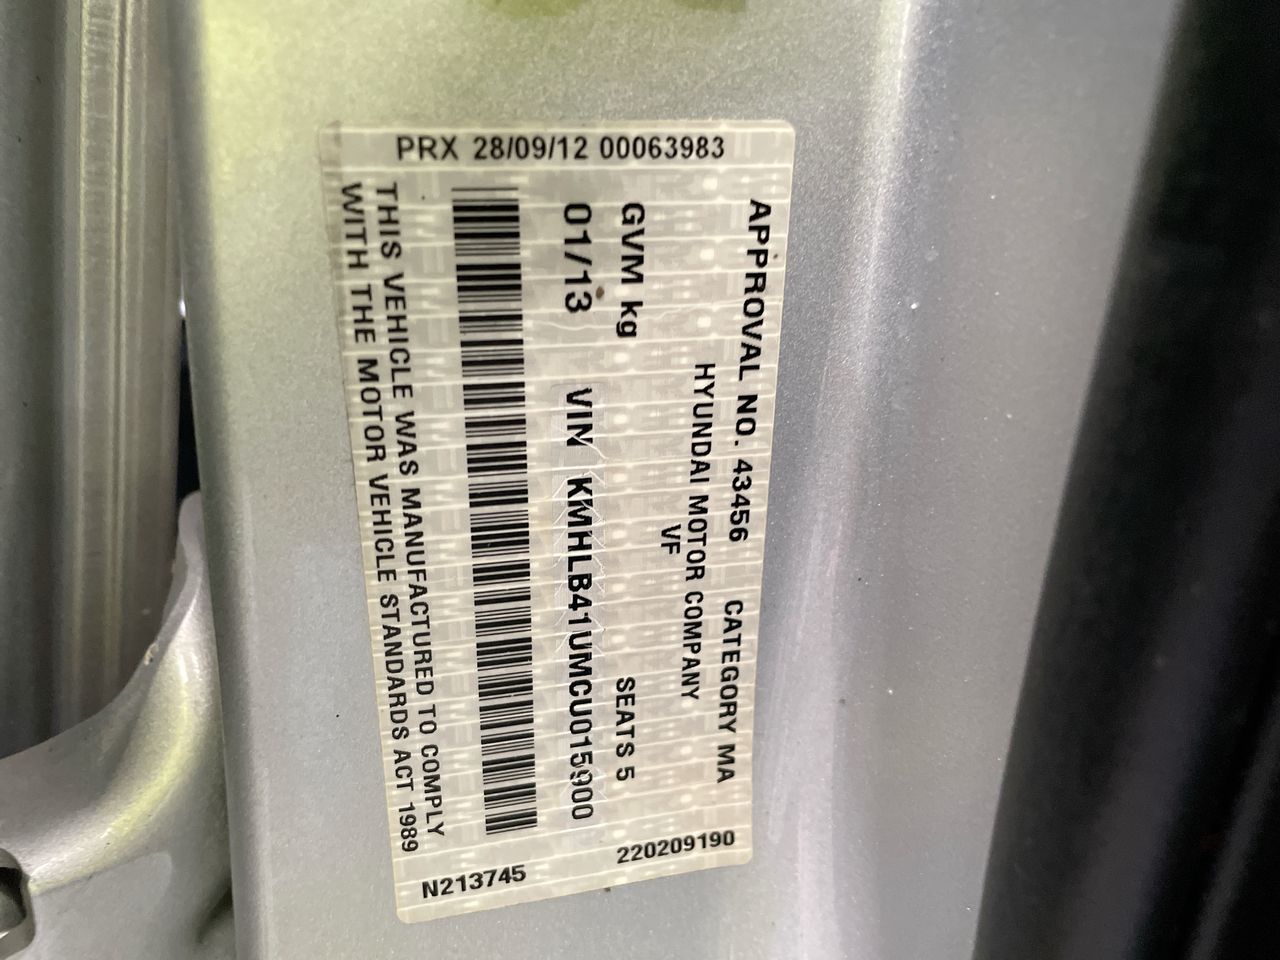 PRX 28/09/12 00063983
APPROVAL NO. 43456 CATEGORY MA
HYUNDAI MOTOR COMPANY
VF
GVM kg SEATS 5
01/13 VIN KMHLB41UMCU015900
THIS VEHICLE WAS MANUFACTURED TO COMPLY
WITH THE MOTOR VEHICLE STANDARDS ACT 1989
220209190
N213745